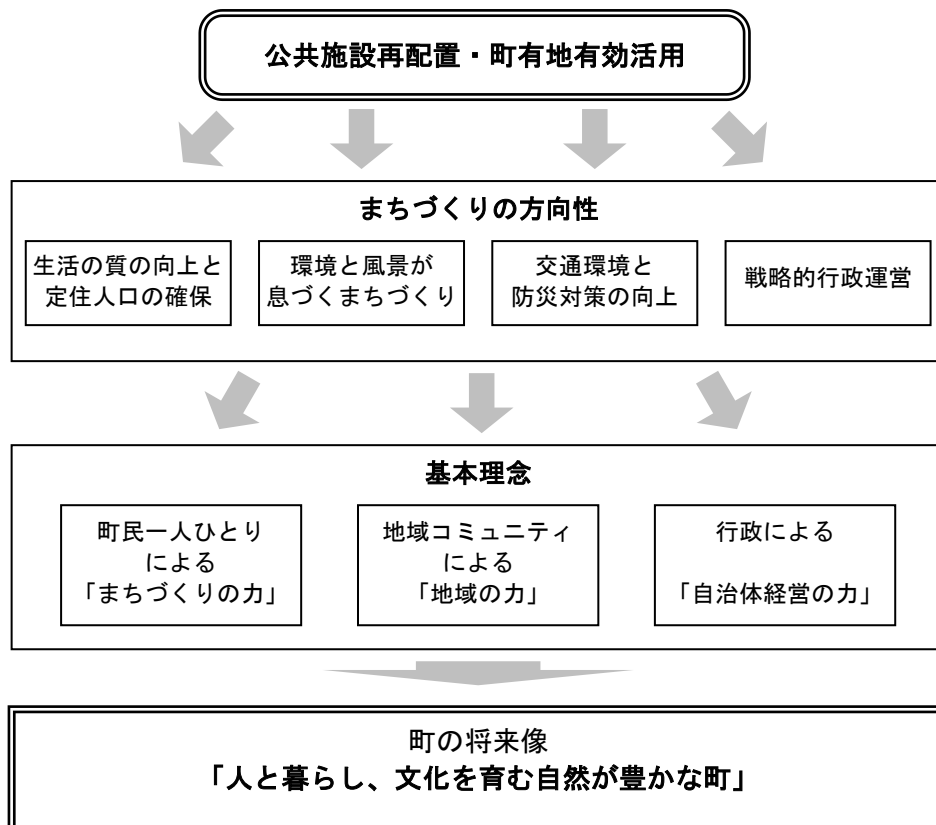 公共施設再配置・町有地有効活用
まちづくりの方向性
生活の質の向上と
定住人口の確保
環境と風景が
息づくまちづくり
交通環境と
防災対策の向上
戦略的行政運営
基本理念
町民一人ひとり
による
「まちづくりの力」
地域コミュニティ
による
「地域の力」
行政による
「自治体経営の力」
町の将来像
「人と暮らし、文化を育む自然が豊かな町」